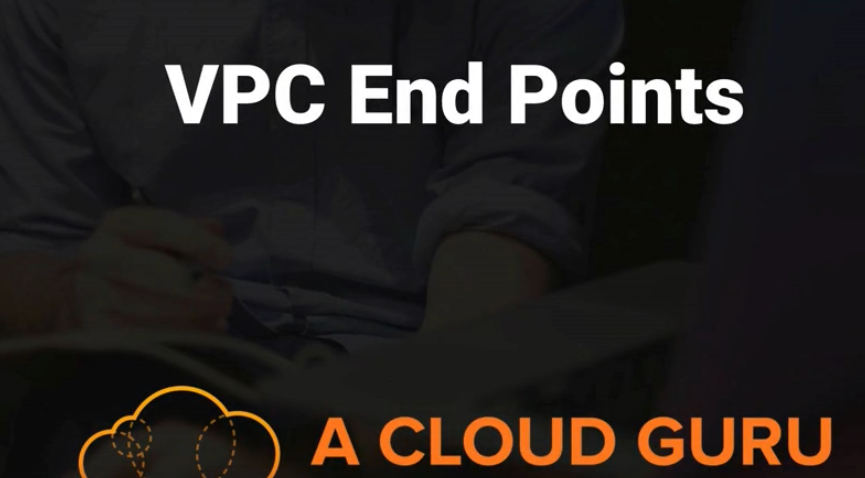 VPC End Points
A CLOUD GURU